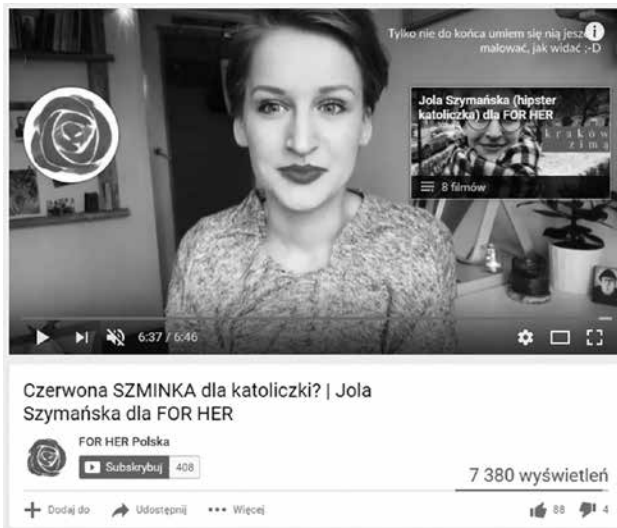 Tylko nie do końca umiem się nią jeszcze
malować, jak widać ;-D
Jola Szymańska (hipster
katoliczka) dla FOR HER
kraków
zimą
8 filmów
6:37 / 6:46
Czerwona SZMINKA dla katoliczki? | Jola
Szymańska dla FOR HER
FOR HER Polska
Subskrybuj 408
7 380 wyświetleń
Dodaj do Udostępnij Więcej 88 4